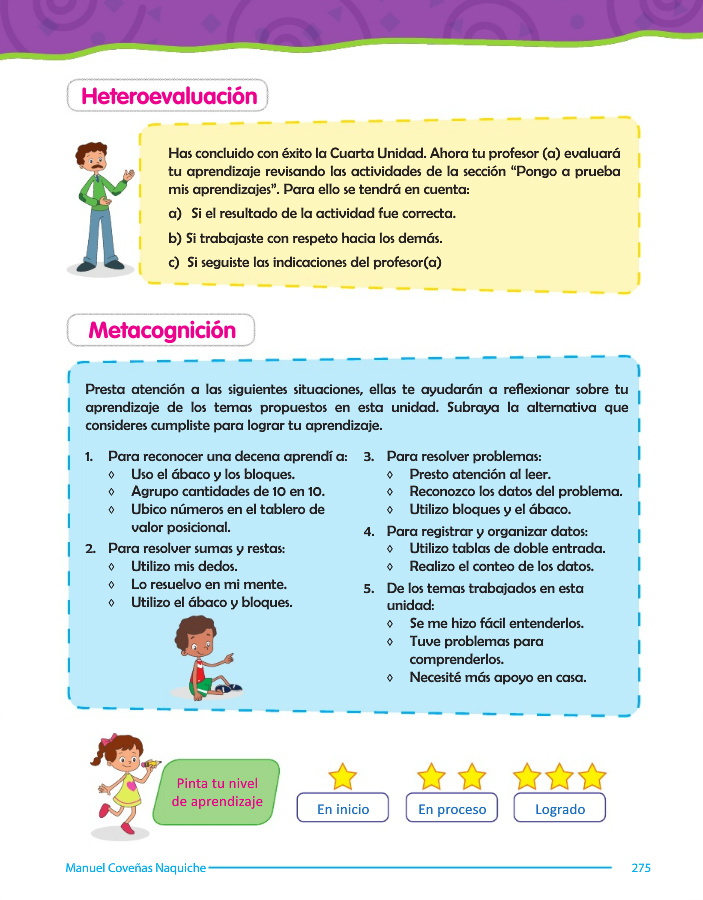 Heteroevaluación
Has concluido con éxito la Cuarta Unidad. Ahora tu profesor (a) evaluará
tu aprendizaje revisando las actividades de la sección “Pongo a prueba
mis aprendizajes”. Para ello se tendrá en cuenta:
a) Si el resultado de la actividad fue correcta.
b) Si trabajaste con respeto hacia los demás.
c) Si seguiste las indicaciones del profesor(a)
Metacognición
Presta atención a las siguientes situaciones, ellas te ayudarán a reflexionar sobre tu
aprendizaje de los temas propuestos en esta unidad. Subraya la alternativa que
consideres cumpliste para lograr tu aprendizaje.
1. Para reconocer una decena aprendí a:
◊ Uso el ábaco y los bloques.
◊ Agrupo cantidades de 10 en 10.
◊ Ubico números en el tablero de
valor posicional.
2. Para resolver sumas y restas:
◊ Utilizo mis dedos.
◊ Lo resuelvo en mi mente.
◊ Utilizo el ábaco y bloques.
3. Para resolver problemas:
◊ Presto atención al leer.
◊ Reconozco los datos del problema.
◊ Utilizo bloques y el ábaco.
4. Para registrar y organizar datos:
◊ Utilizo tablas de doble entrada.
◊ Realizo el conteo de los datos.
5. De los temas trabajados en esta
unidad:
◊ Se me hizo fácil entenderlos.
◊ Tuve problemas para
comprenderlos.
◊ Necesité más apoyo en casa.
Pinta tu nivel
de aprendizaje
En inicio
En proceso
Logrado
Manuel Coveñas Naquiche
275